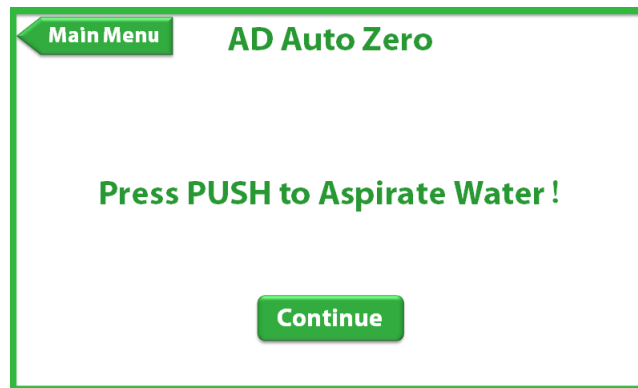 Main Menu
AD Auto Zero
Press PUSH to Aspirate Water!
Continue